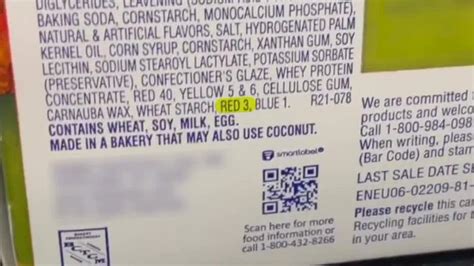 DIGLYCERIDES, LEAVENING (SODIUM
BAKING SODA, CORNSTARCH, MONOCALCIUM PHOSPHATE),
NATURAL & ARTIFICIAL FLAVORS, SALT, HYDROGENATED PALM
KERNEL OIL, CORN SYRUP, CORNSTARCH, XANTHAN GUM, SOY
LECITHIN, SODIUM STEAROYL LACTYLATE, POTASSIUM SORBATE
(PRESERVATIVE), CONFECTIONER'S GLAZE, WHEY PROTEIN
CONCENTRATE, RED 40, YELLOW 5 & 6, CELLULOSE GUM,
CARNAUBA WAX, WHEAT STARCH, RED 3, BLUE 1. R21-078
CONTAINS WHEAT, SOY, MILK, EGG.
MADE IN A BAKERY THAT MAY ALSO USE COCONUT.
smartlabel
Scan here for more
food information or
call 1-800-432-8266
We are committed
products and welco
Call 1-800-984-098
When writing, please
(Bar Code) and stam
LAST SALE DATE SE
ENEU06-02209-81-
Please recycle this car
Recycling facilities for
in your area.